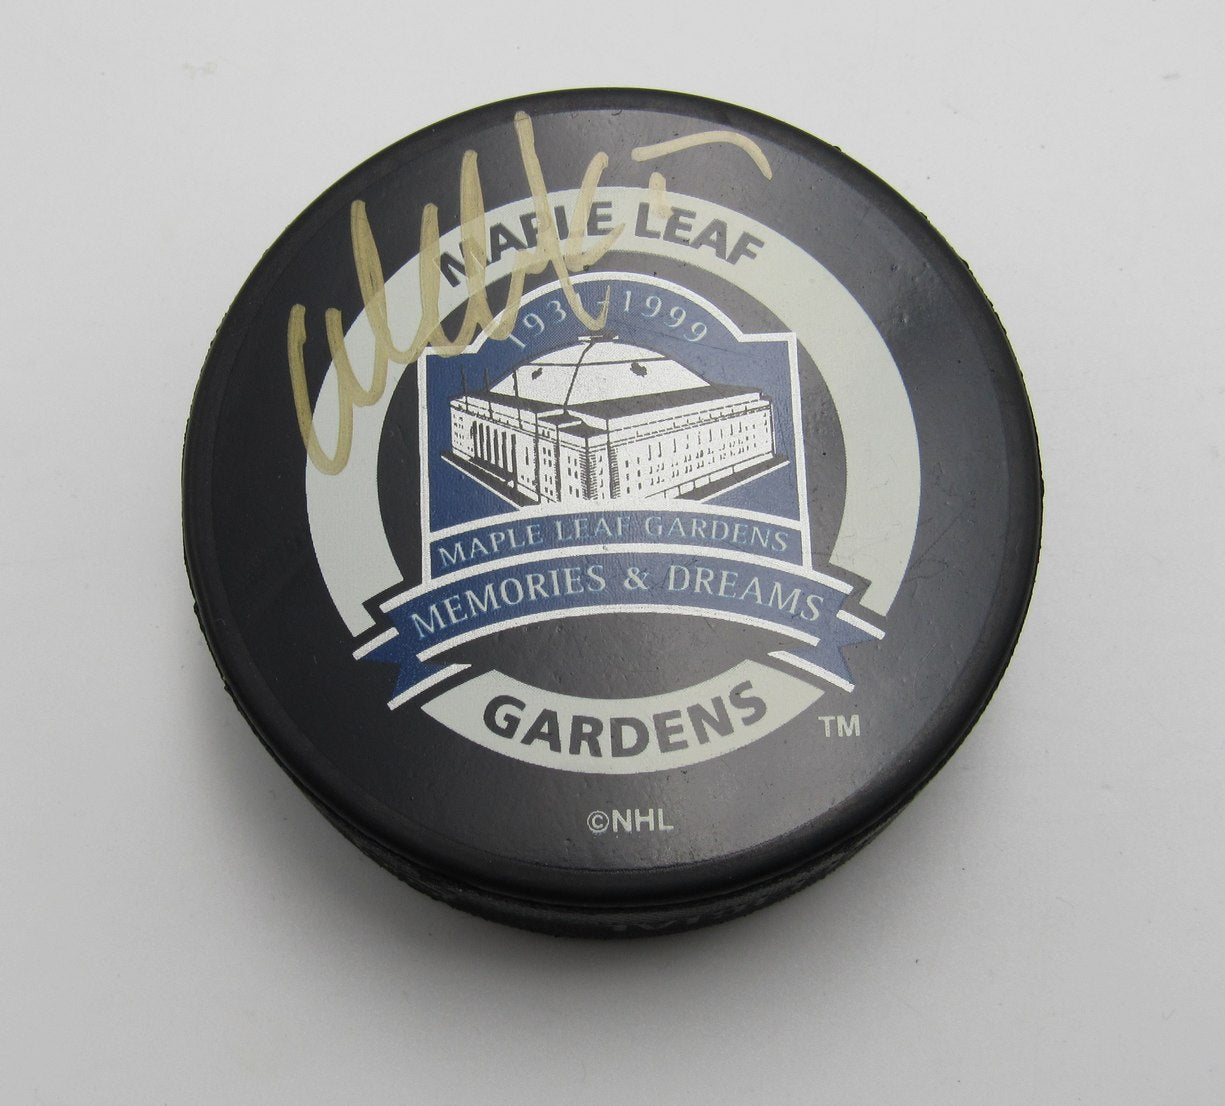 MAPLE LEAF
1931-1999
MAPLE LEAF GARDENS
MEMORIES & DREAMS
GARDENS
TM
©NHL